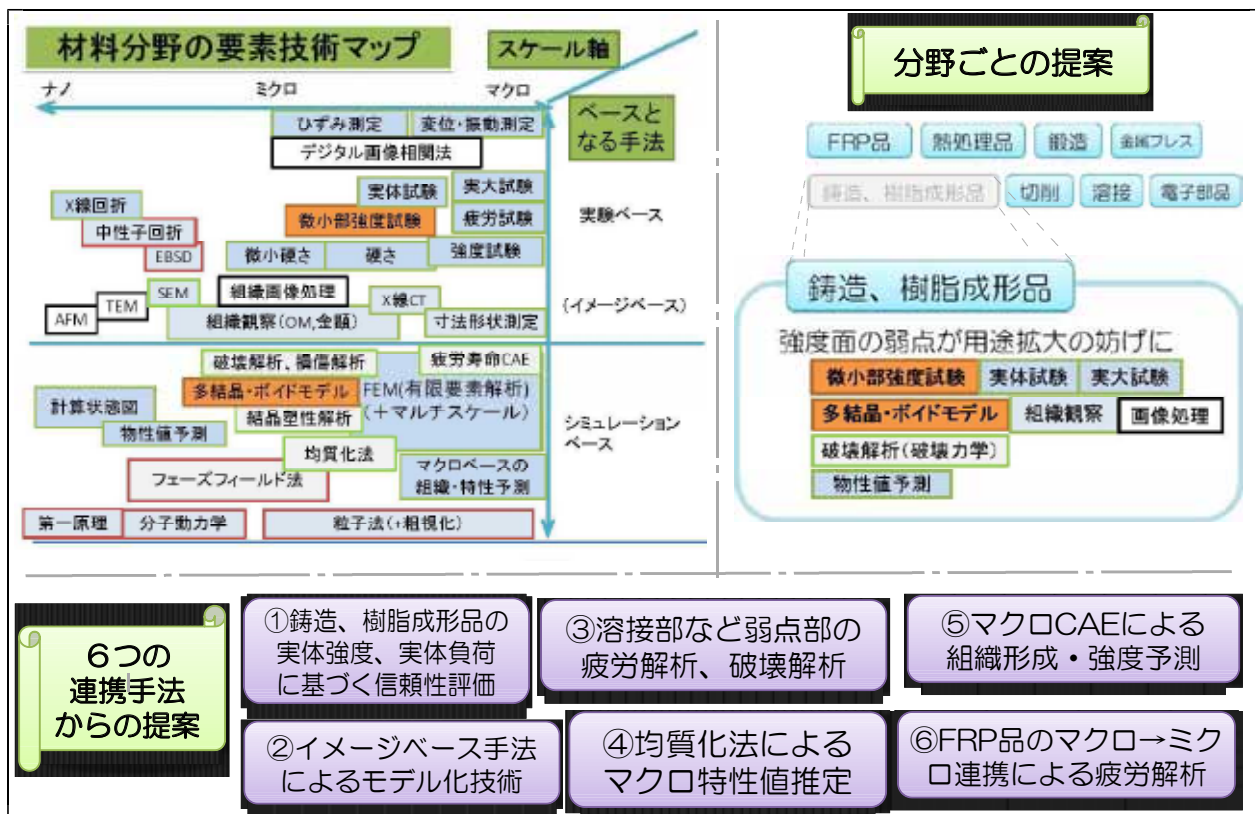 材料分野の要素技術マップ
スケール軸
ナノ
ミクロ
マクロ
ベースと
なる手法
ひずみ測定
変位・振動測定
デジタル画像相関法
実体試験
実大試験
X線回折
微小部強度試験
疲労試験
実験ベース
中性子回折
EBSD
微小硬さ
硬さ
強度試験
SEM
組織画像処理
X線CT
(イメージベース)
TEM
AFM
組織観察(OM,金顕)
寸法形状測定
破壊解析、損傷解析
疲労寿命CAE
多結晶・ボイドモデル
FEM(有限要素解析)
(+マルチスケール)
計算状態図
結晶塑性解析
シミュレーション
ベース
物性値予測
均質化法
マクロベースの
組織・特性予測
フェーズフィールド法
第一原理
分子動力学
粒子法(+粗視化)
分野ごとの提案
FRP品
熱処理品
鍛造
金属プレス
鋳造、樹脂成形品
切削
溶接
電子部品
鋳造、樹脂成形品
強度面の弱点が用途拡大の妨げに
微小部強度試験
実体試験
実大試験
多結晶・ボイドモデル
組織観察
画像処理
破壊解析(破壊力学)
物性値予測
6つの
連携手法
からの提案
①鋳造、樹脂成形品の
実体強度、実体負荷
に基づく信頼性評価
②イメージベース手法
によるモデル化技術
③溶接部など弱点部の
疲労解析、破壊解析
④均質化法による
マクロ特性値推定
⑤マクロCAEによる
組織形成・強度予測
⑥FRP品のマクロ→ミク
ロ連携による疲労解析